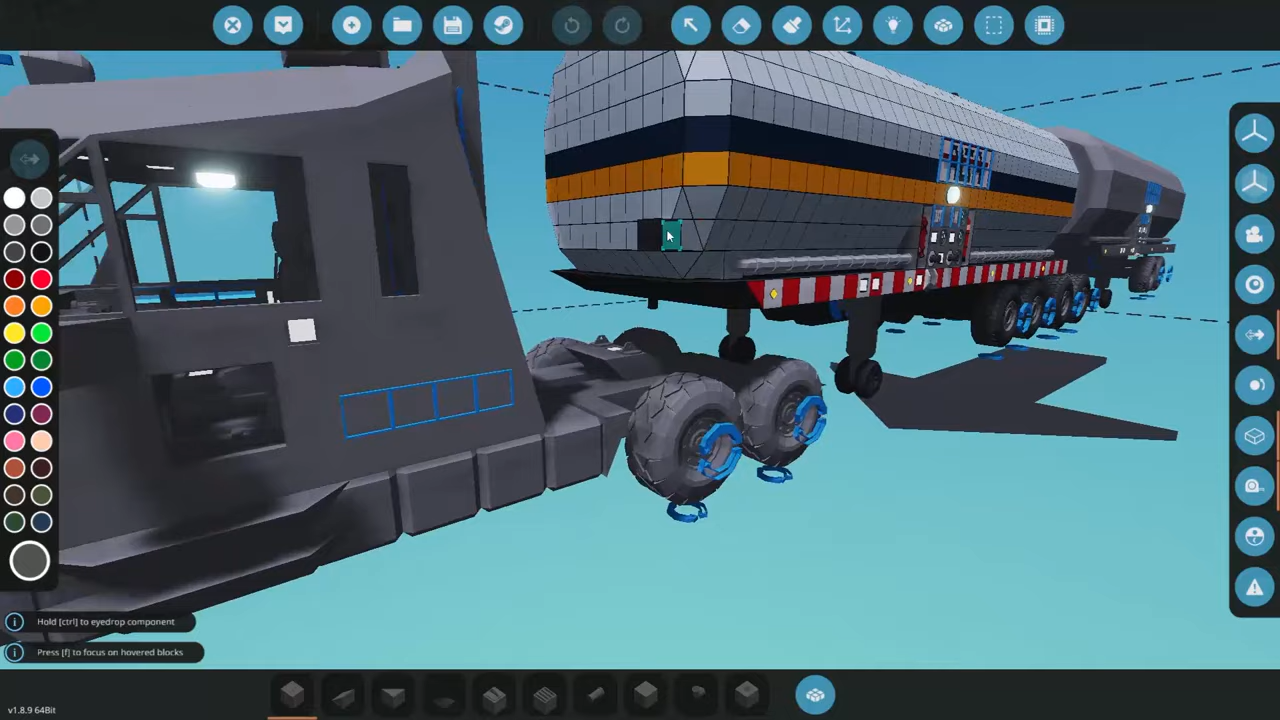 Hold [ctrl] to eyedrop component
Press [f] to focus on hovered blocks
v1.8.9 64Bit